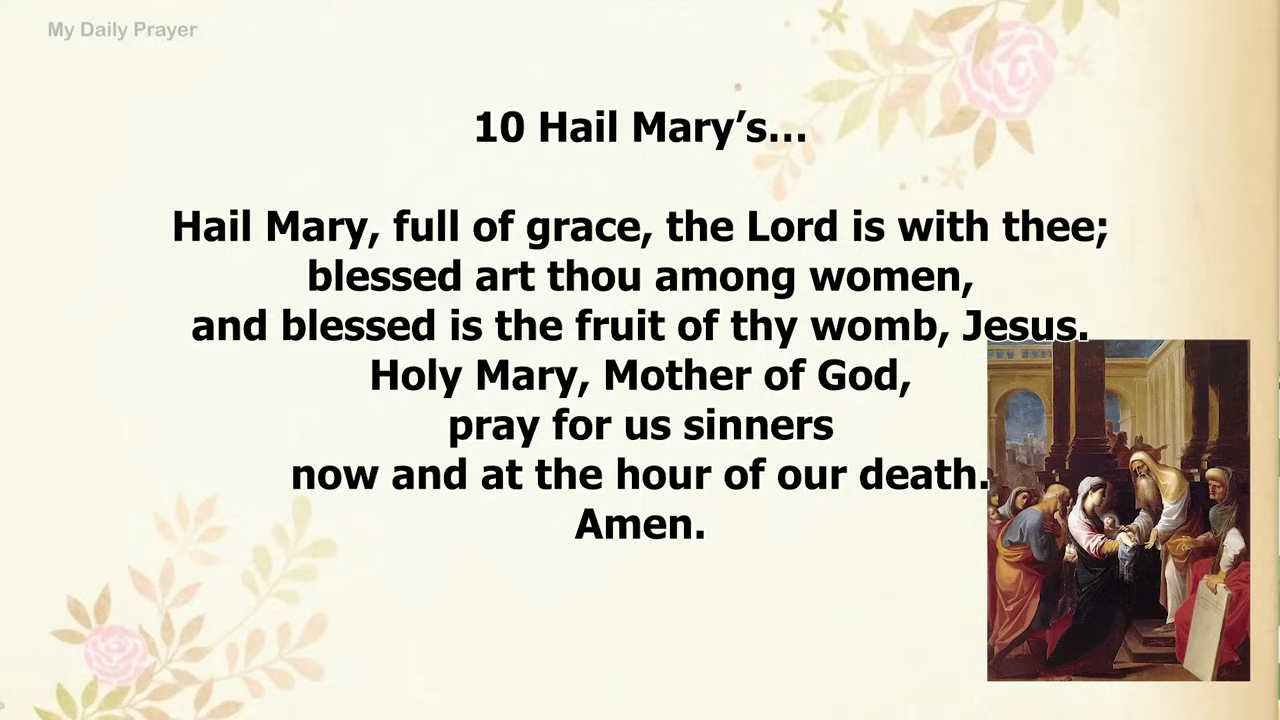 My Daily Prayer
10 Hail Mary’s...
Hail Mary, full of grace, the Lord is with thee;
blessed art thou among women,
and blessed is the fruit of thy womb, Jesus.
Holy Mary, Mother of God,
pray for us sinners
now and at the hour of our death.
Amen.